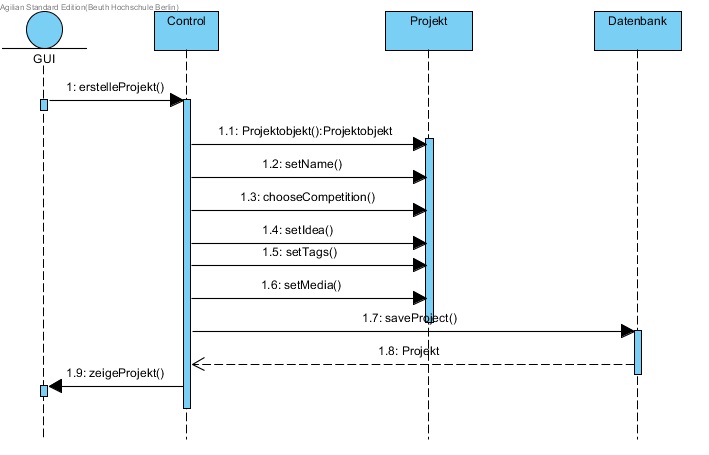 Agilian Standard Edition(Beuth Hochschule Berlin)
Control
Projekt
Datenbank
GUI
1: erstelleProjekt()
1.1: Projektobjekt():Projektobjekt
1.2: setName()
1.3: chooseCompetition()
1.4: setIdea()
1.5: setTags()
1.6: setMedia()
1.7: saveProject()
1.8: Projekt
1.9: zeigeProjekt()